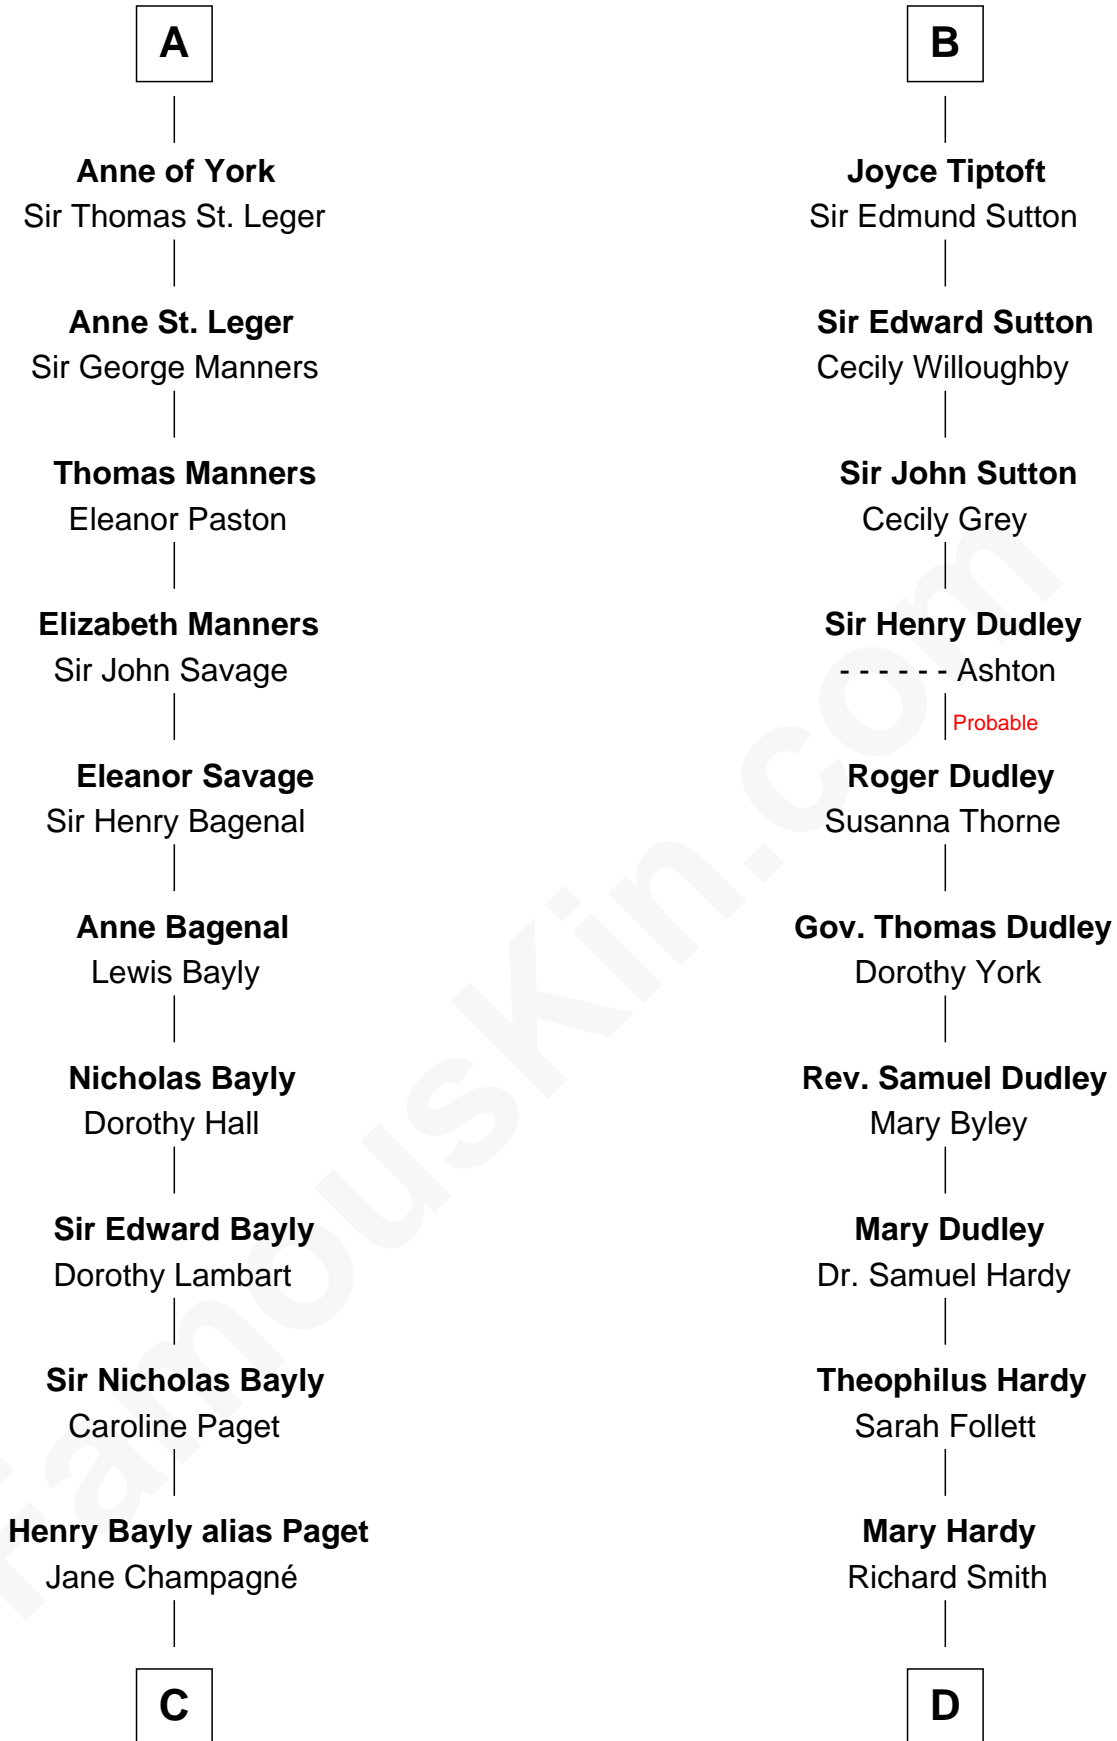 A
Anne of York
Sir Thomas St. Leger
Anne St. Leger
Sir George Manners
Thomas Manners
Eleanor Paston
Elizabeth Manners
Sir John Savage
Eleanor Savage
Sir Henry Bagenal
Anne Bagenal
Lewis Bayly
Nicholas Bayly
Dorothy Hall
Sir Edward Bayly
Dorothy Lambart
Sir Nicholas Bayly
Caroline Paget
Henry Bayly alias Paget
Jane Champagné
C
B
Joyce Tiptoft
Sir Edmund Sutton
Sir Edward Sutton
Cecily Willoughby
Sir John Sutton
Cecily Grey
Sir Henry Dudley
- - - - - - Ashton
Probable
Roger Dudley
Susanna Thorne
Gov. Thomas Dudley
Dorothy York
Rev. Samuel Dudley
Mary Byley
Mary Dudley
Dr. Samuel Hardy
Theophilus Hardy
Sarah Follett
Mary Hardy
Richard Smith
D
FamousKin.com